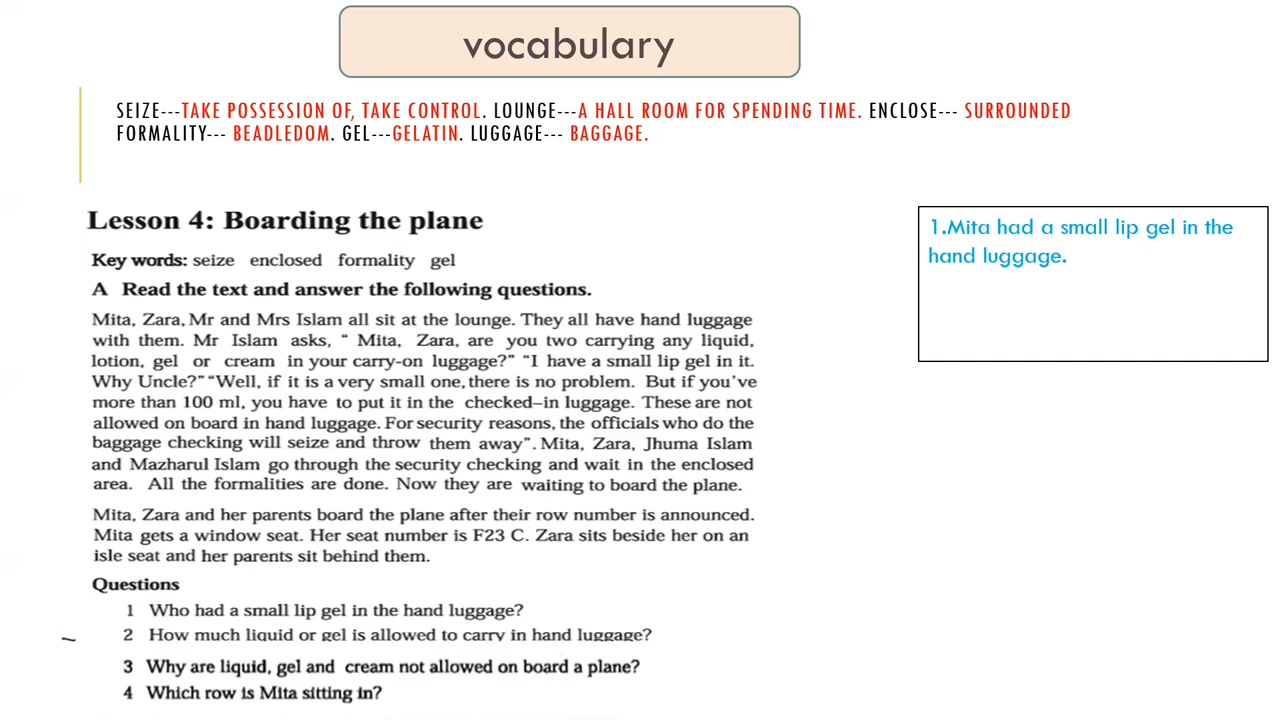 vocabulary
SEIZE---TAKE POSSESSION OF, TAKE CONTROL. LOUNGE---A HALL ROOM FOR SPENDING TIME. ENCLOSE--- SURROUNDED
FORMALITY--- BEADLEDOM. GEL---GELATIN. LUGGAGE--- BAGGAGE.
Lesson 4: Boarding the plane
Key words: seize enclosed formality gel
A Read the text and answer the following questions.
Mita, Zara, Mr and Mrs Islam all sit at the lounge. They all have hand luggage
with them. Mr Islam asks, " Mita, Zara, are you two carrying any liquid,
lotion, gel or cream in your carry-on luggage?" "I have a small lip gel in it.
Why Uncle?" "Well, if it is a very small one, there is no problem. But if you've
more than 100 ml, you have to put it in the checked–in luggage. These are not
allowed on board in hand luggage. For security reasons, the officials who do the
baggage checking will seize and throw them away". Mita, Zara, Jhuma Islam
and Mazharul Islam go through the security checking and wait in the enclosed
area. All the formalities are done. Now they are waiting to board the plane.
Mita, Zara and her parents board the plane after their row number is announced.
Mita gets a window seat. Her seat number is F23 C. Zara sits beside her on an
isle seat and her parents sit behind them.
Questions
1 Who had a small lip gel in the hand luggage?
2 How much liquid or gel is allowed to carry in hand luggage?
3 Why are liquid, gel and cream not allowed on board a plane?
4 Which row is Mita sitting in?
1.Mita had a small lip gel in the
hand luggage.